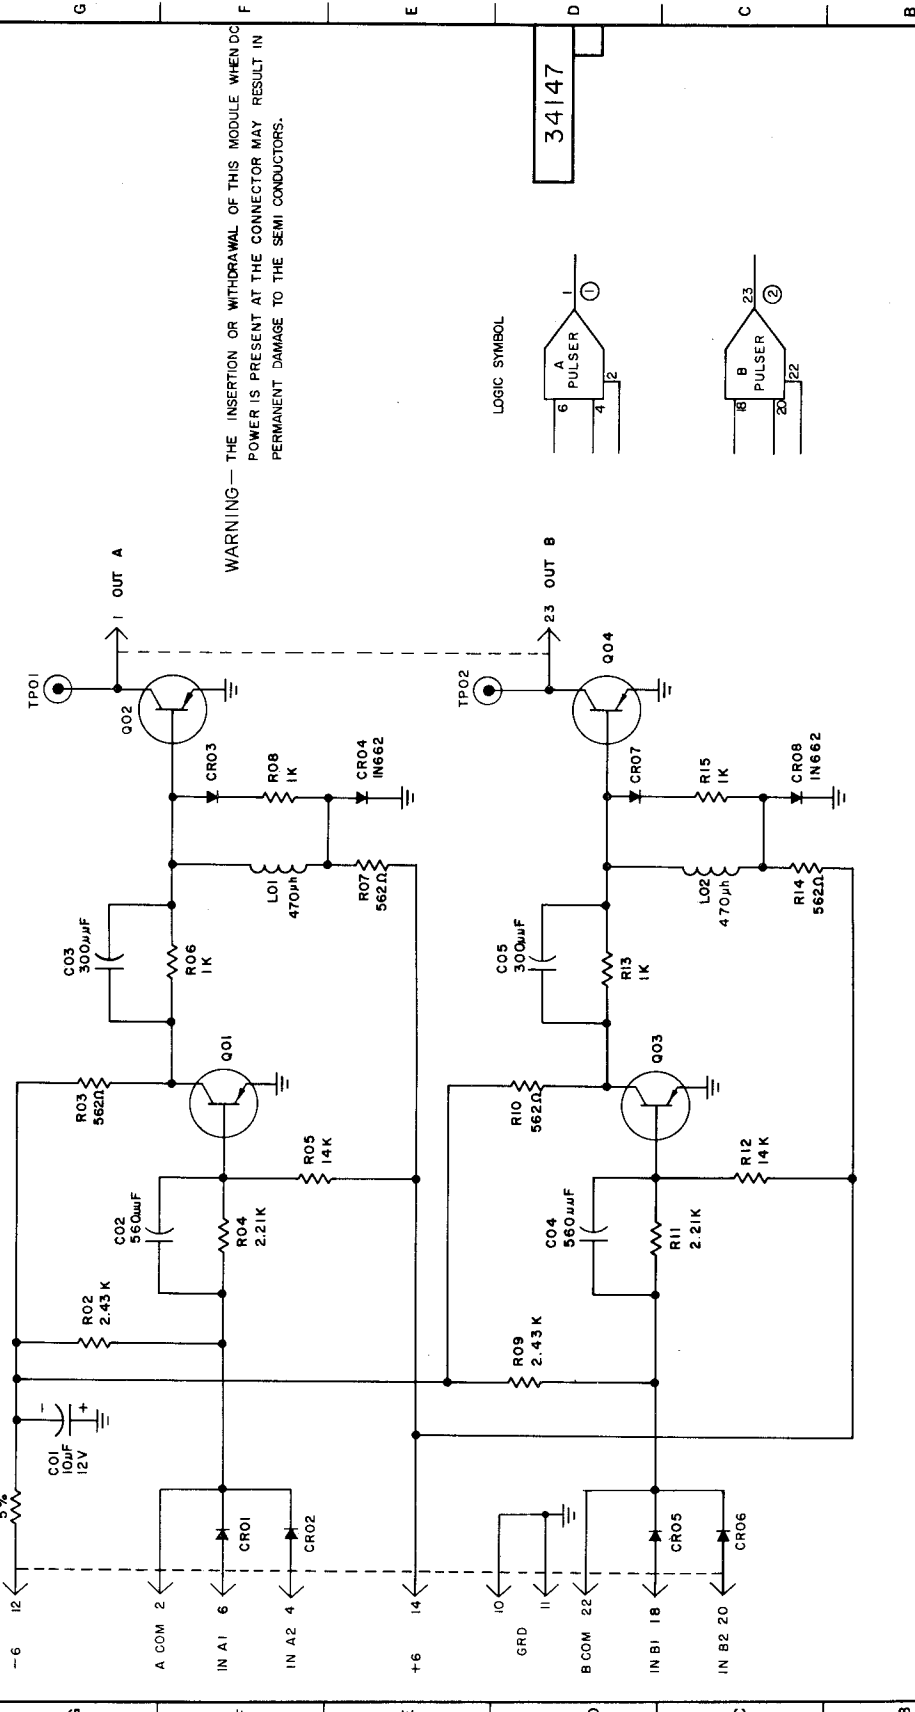 G
F
E
D
C
B
WARNING— THE INSERTION OR WITHDRAWAL OF THIS MODULE WHEN DC
POWER IS PRESENT AT THE CONNECTOR MAY RESULT IN
PERMANENT DAMAGE TO THE SEMI CONDUCTORS.
34147
LOGIC SYMBOL
A
PULSER
6
4
2
1
1
B
PULSER
18
20
22
23
2
TP01
1 OUT A
Q02
CR03
R08
1K
CR04
1N662
L01
470µh
R07
562Ω
C03
300µµF
R06
1K
R03
562Ω
Q01
R05
14K
C02
560µµF
R04
2.21K
R02
2.43K
C01
10µF
12V
-
+
5%
-6 12
A COM 2
IN A1 6
IN A2 4
CR01
CR02
+6 14
TP02
23 OUT B
Q04
CR07
R15
1K
CR08
1N662
L02
470µh
R14
562Ω
C05
300µµF
R13
1K
R10
562Ω
Q03
R12
14K
C04
560µµF
R11
2.21K
R09
2.43K
GRD
10
11
B COM 22
IN B1 18
IN B2 20
CR05
CR06